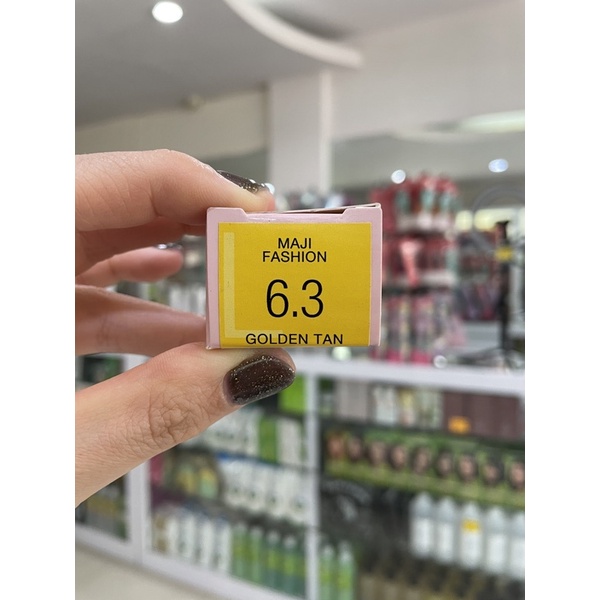 MAJI
FASHION
6.3
GOLDEN TAN